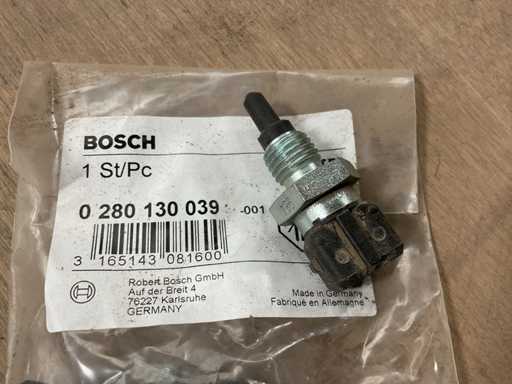 BOSCH
1 St/Pc
0 280 130 039 -001
3 165143 081600
Robert Bosch GmbH
Auf der Breit 4
76227 Karlsruhe
GERMANY
Made in Germany
Fabriqué en Allemagne